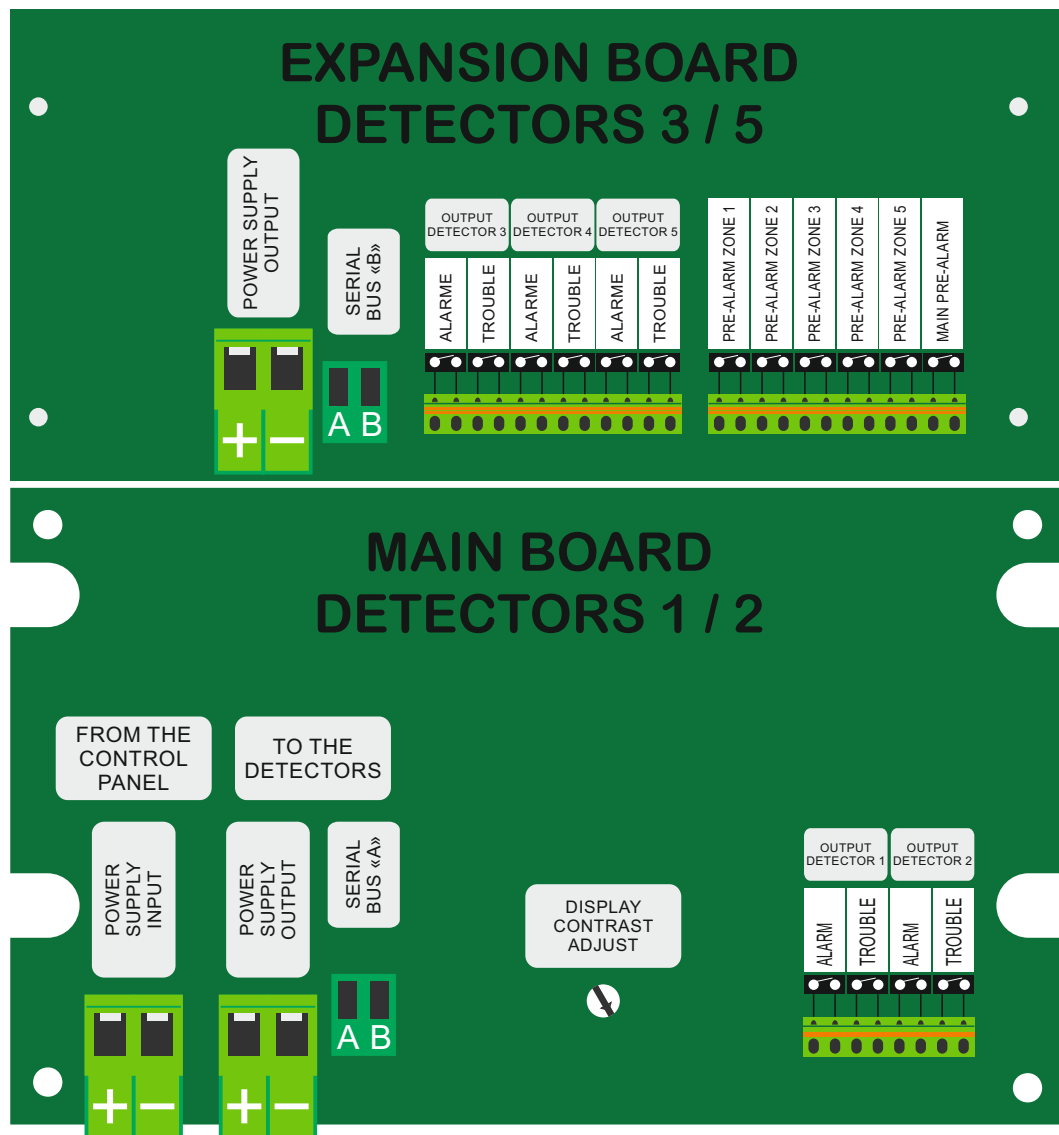 EXPANSION BOARD
DETECTORS 3 / 5
POWER SUPPLY
OUTPUT
SERIAL
BUS «B»
OUTPUT
DETECTOR 3
OUTPUT
DETECTOR 4
OUTPUT
DETECTOR 5
ALARME
TROUBLE
ALARME
TROUBLE
ALARME
TROUBLE
PRE-ALARM ZONE 1
PRE-ALARM ZONE 2
PRE-ALARM ZONE 3
PRE-ALARM ZONE 4
PRE-ALARM ZONE 5
MAIN PRE-ALARM
+ −
A B
MAIN BOARD
DETECTORS 1 / 2
FROM THE
CONTROL
PANEL
TO THE
DETECTORS
POWER
SUPPLY
INPUT
POWER
SUPPLY
OUTPUT
SERIAL
BUS «A»
DISPLAY
CONTRAST
ADJUST
OUTPUT
DETECTOR 1
OUTPUT
DETECTOR 2
ALARM
TROUBLE
ALARM
TROUBLE
A B
+ −
+ −